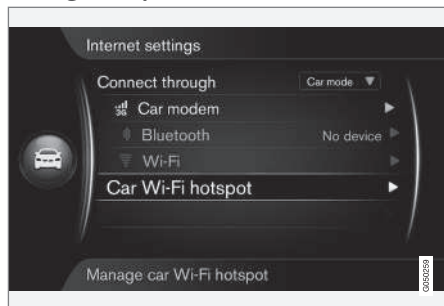 Internet settings
Connect through Car mode
3G Car modem
Bluetooth No device
Wi-Fi
Car Wi-Fi hotspot
Manage car Wi-Fi hotspot
G050259